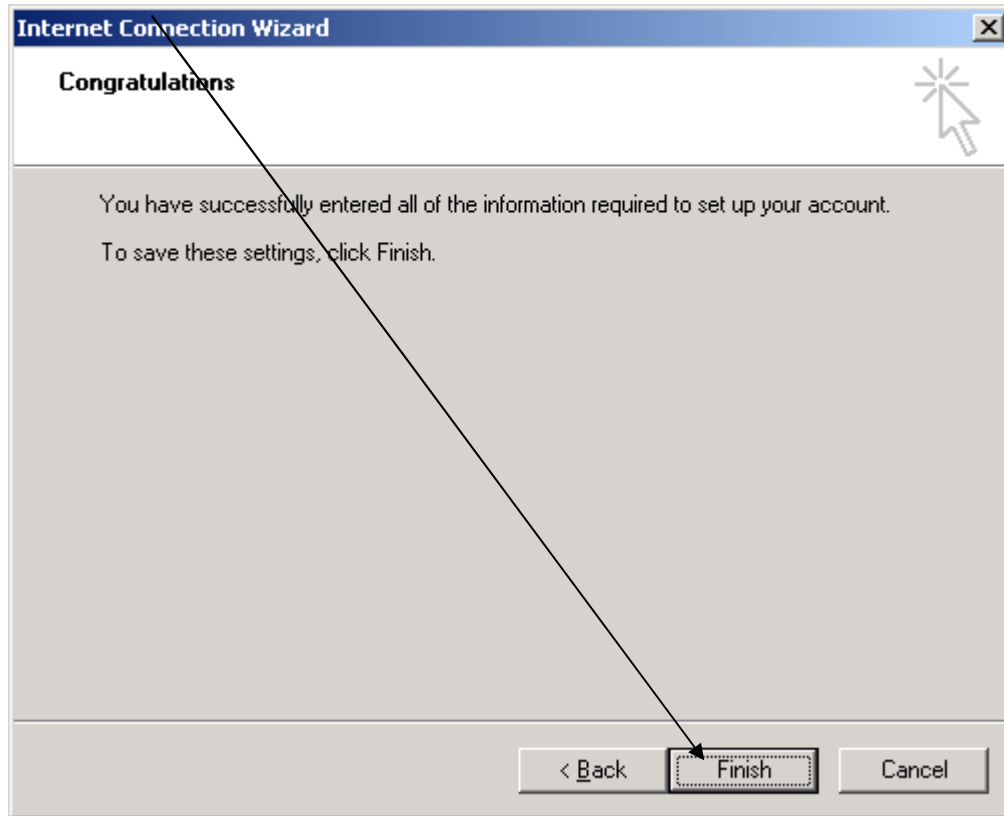 Internet Connection Wizard
Congratulations
You have successfully entered all of the information required to set up your account.
To save these settings, click Finish.
< Back
Finish
Cancel